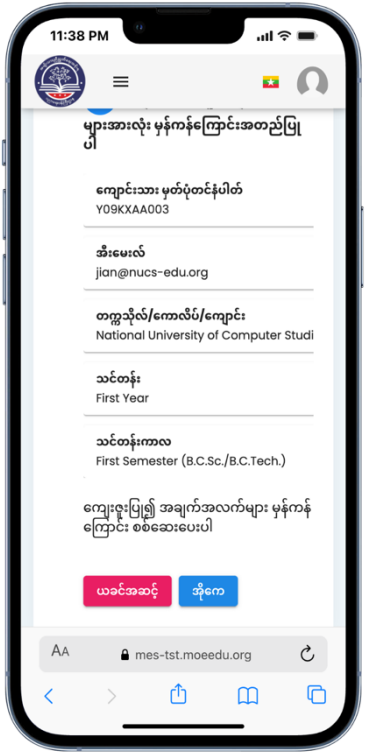 11:38 PM
များအားလုံး မှန်ကန်ကြောင်းအတည်ပြု
ပါ
ကျောင်းသား မှတ်ပုံတင်နံပါတ်
Y09KXAA003
အီးမေးလ်
jian@nucs-edu.org
တက္ကသိုလ်/ကောလိပ်/ကျောင်း
National University of Computer Studi
သင်တန်း
First Year
သင်တန်းကာလ
First Semester (B.C.Sc./B.C.Tech.)
ကျေးဇူးပြု၍ အချက်အလက်များ မှန်ကန်
ကြောင်း စစ်ဆေးပေးပါ
ယခင်အဆင့် အိုကေ
AA mes-tst.moeedu.org